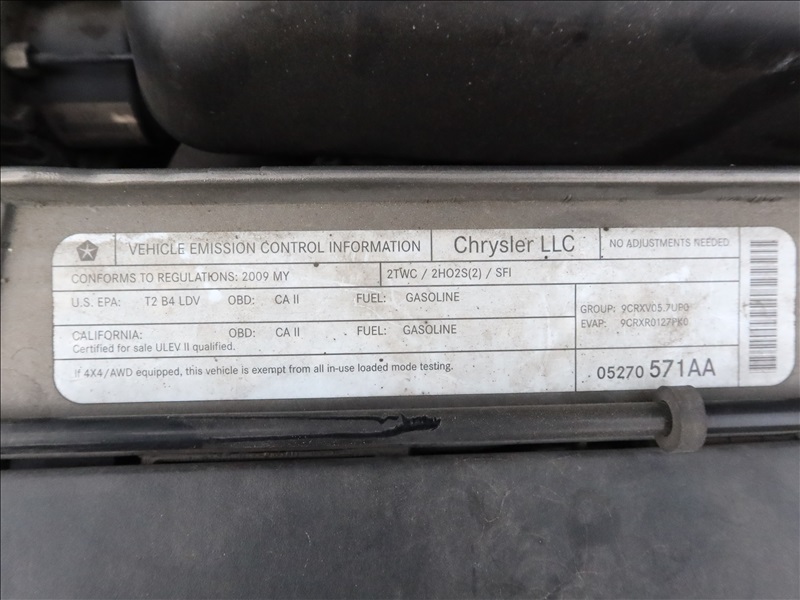 VEHICLE EMISSION CONTROL INFORMATION Chrysler LLC NO ADJUSTMENTS NEEDED
CONFORMS TO REGULATIONS: 2009 MY 2TWC / 2HO2S(2) / SFI
U.S. EPA: T2 B4 LDV OBD: CA II FUEL: GASOLINE
GROUP: 9CRXV05.7UP0
EVAP: 9CRXR0127PK0
CALIFORNIA: OBD: CA II FUEL: GASOLINE
Certified for sale ULEV II qualified.
If 4X4/AWD equipped, this vehicle is exempt from all in-use loaded mode testing.
05270 571AA